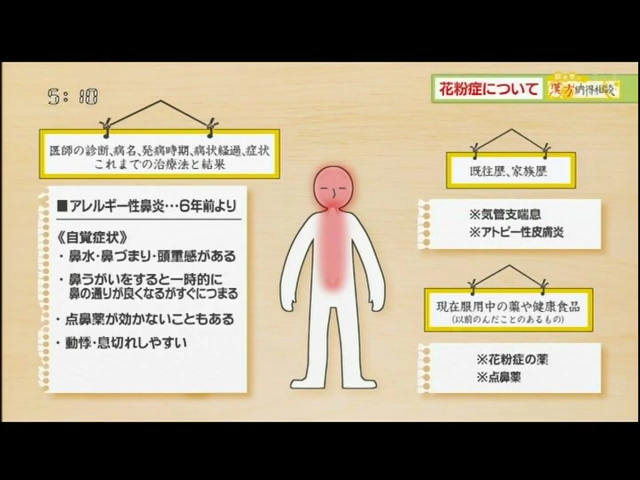 5:18
花粉症について
漢方納得相談
医師の診断、病名、発病時期、病状経過、症状
これまでの治療法と結果
■アレルギー性鼻炎…6年前より
《自覚症状》
・鼻水・鼻づまり・頭重感がある
・鼻うがいをすると一時的に
鼻の通りが良くなるがすぐにつまる
・点鼻薬が効かないこともある
・動悸・息切れしやすい
既往歴、家族歴
※気管支喘息
※アトピー性皮膚炎
現在服用中の薬や健康食品
(以前のんだことのあるもの)
※花粉症の薬
※点鼻薬